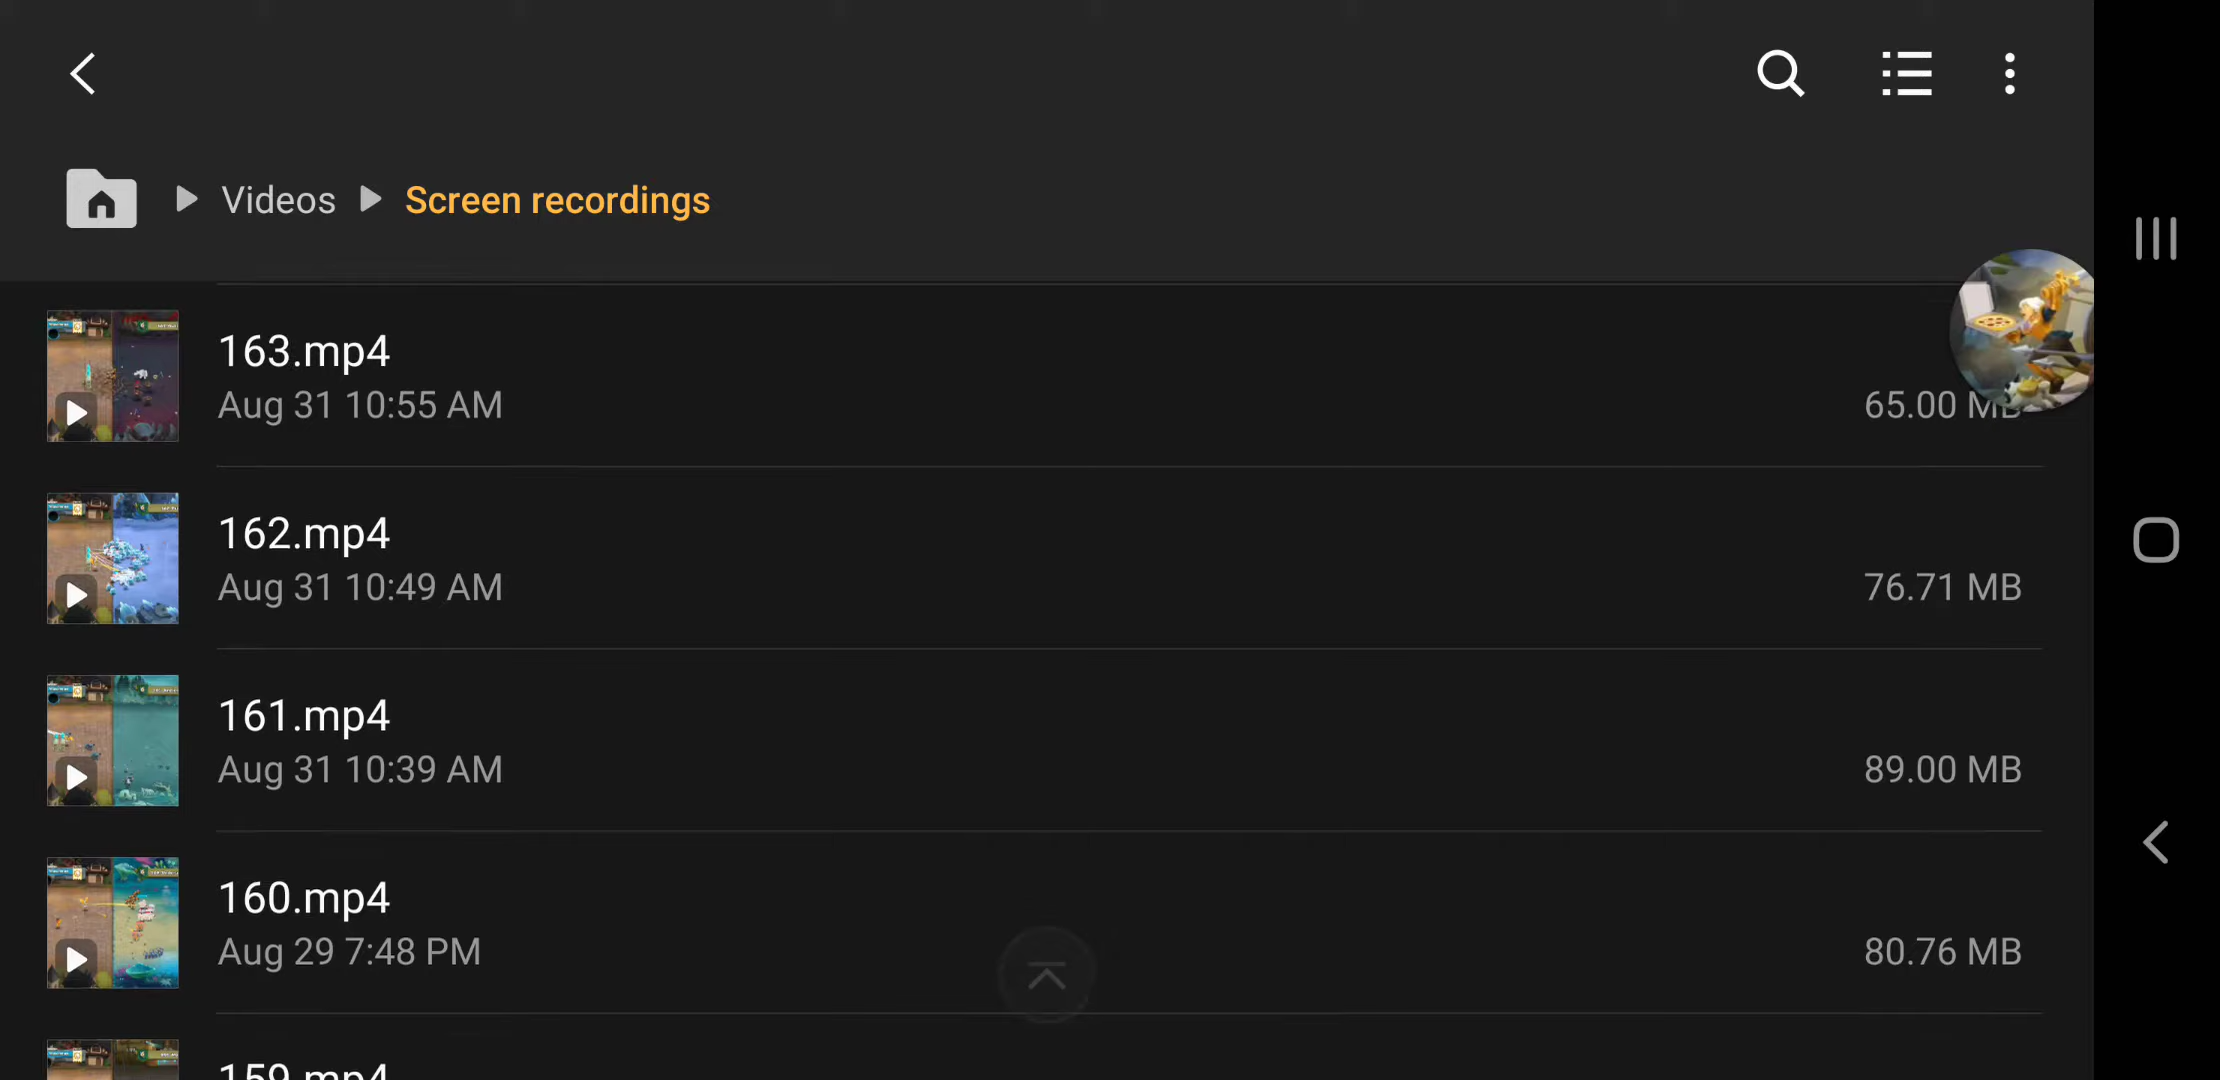 Videos Screen recordings
163.mp4
Aug 31 10:55 AM
65.00 MB
162.mp4
Aug 31 10:49 AM
76.71 MB
161.mp4
Aug 31 10:39 AM
89.00 MB
160.mp4
Aug 29 7:48 PM
80.76 MB
159.mp4